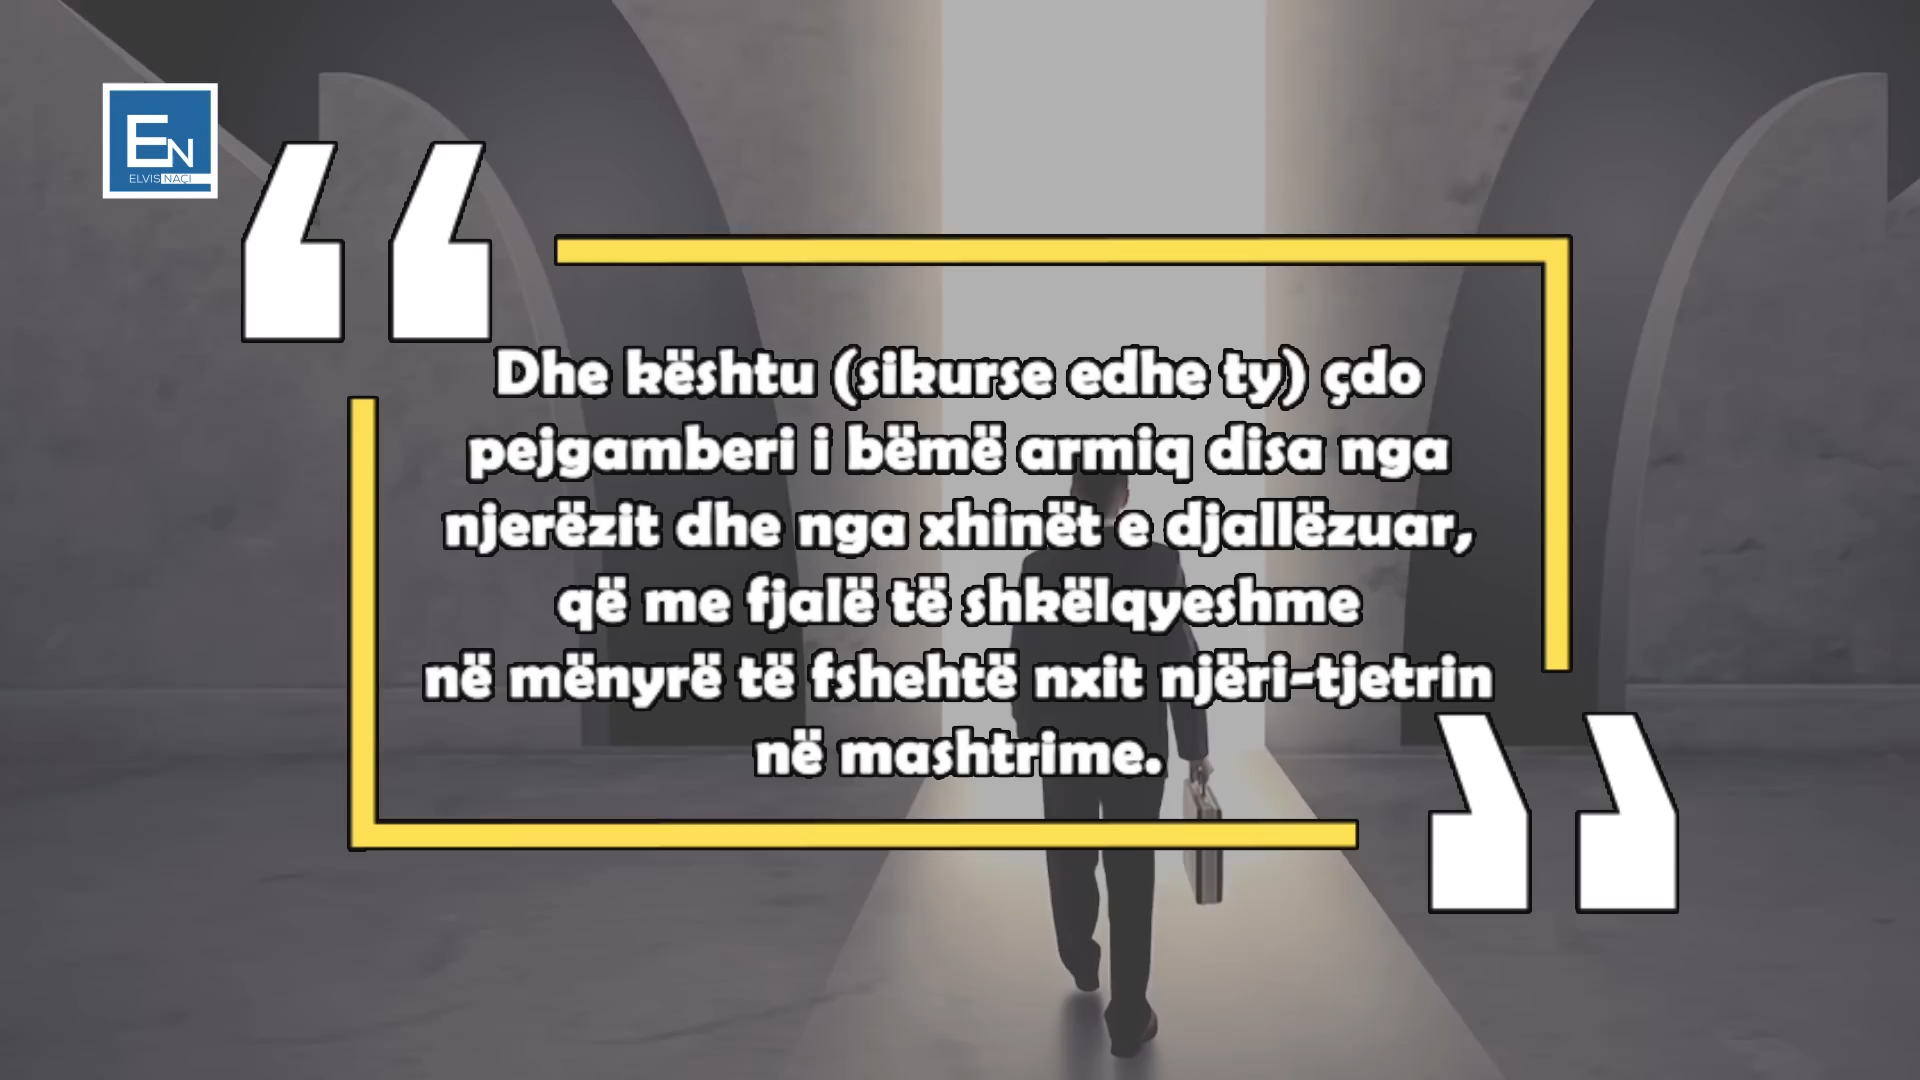 EN
ELVIS NAÇI
“
Dhe kështu (sikurse edhe ty) çdo
pejgamberi i bëmë armiq disa nga
njerëzit dhe nga xhinët e djallëzuar,
që me fjalë të shkëlqyeshme
në mënyrë të fshehtë nxit njëri-tjetrin
në mashtrime.
”